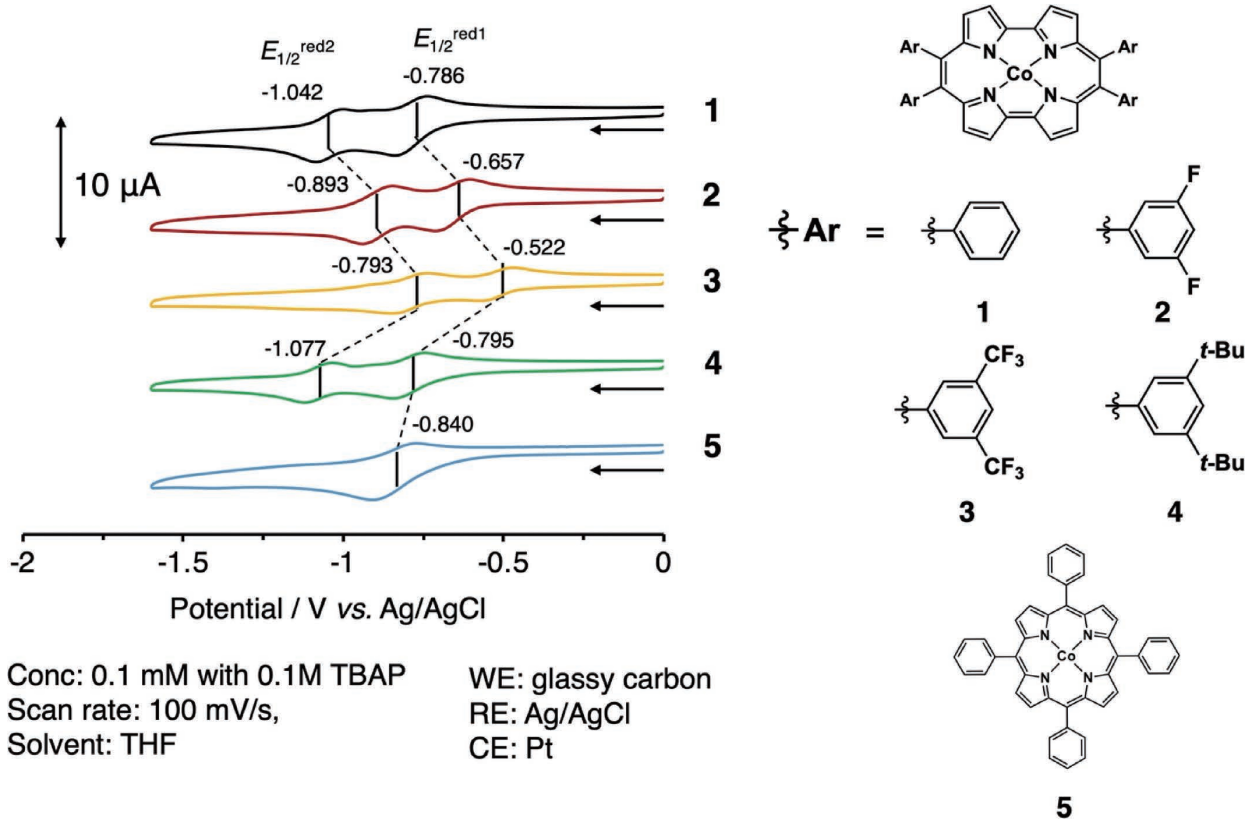 E1/2red2
E1/2red1
-1.042
-0.786
1
10 µA
-0.893
-0.657
2
-0.793
-0.522
3
-1.077
-0.795
4
-0.840
5
-2
-1.5
-1
-0.5
0
Potential / V vs. Ag/AgCl
Conc: 0.1 mM with 0.1M TBAP
Scan rate: 100 mV/s,
Solvent: THF
WE: glassy carbon
RE: Ag/AgCl
CE: Pt
Ar
Ar
N
N
Co
Ar
N
N
Ar
Ar =
1
F
F
2
CF3
CF3
3
t-Bu
t-Bu
4
N
N
Co
N
N
5